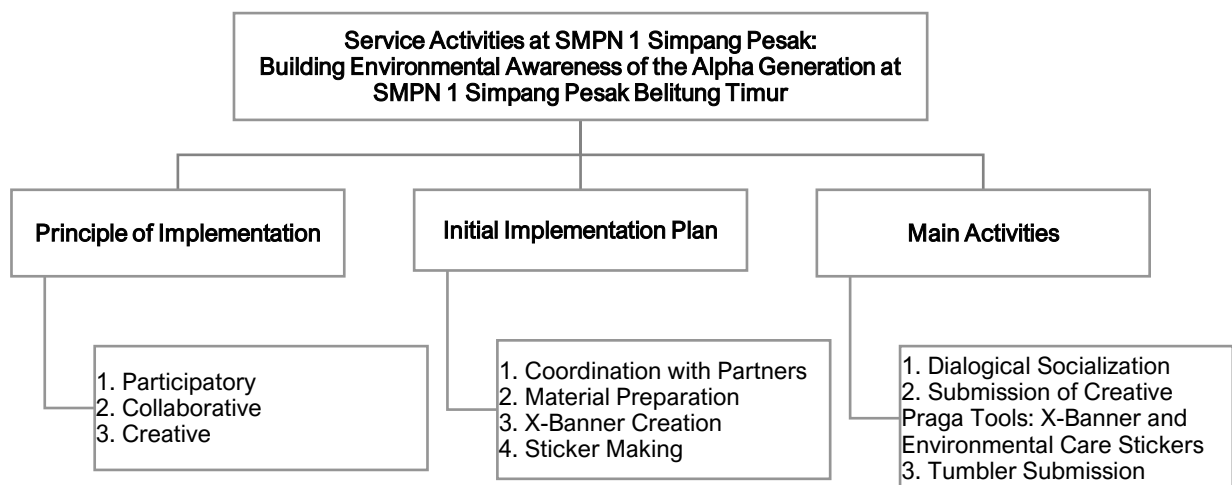 Service Activities at SMPN 1 Simpang Pesak:
Building Environmental Awareness of the Alpha Generation at
SMPN 1 Simpang Pesak Belitung Timur
Principle of Implementation
1. Participatory
2. Collaborative
3. Creative
Initial Implementation Plan
1. Coordination with Partners
2. Material Preparation
3. X-Banner Creation
4. Sticker Making
Main Activities
1. Dialogical Socialization
2. Submission of Creative
Praga Tools: X-Banner and
Environmental Care Stickers
3. Tumbler Submission